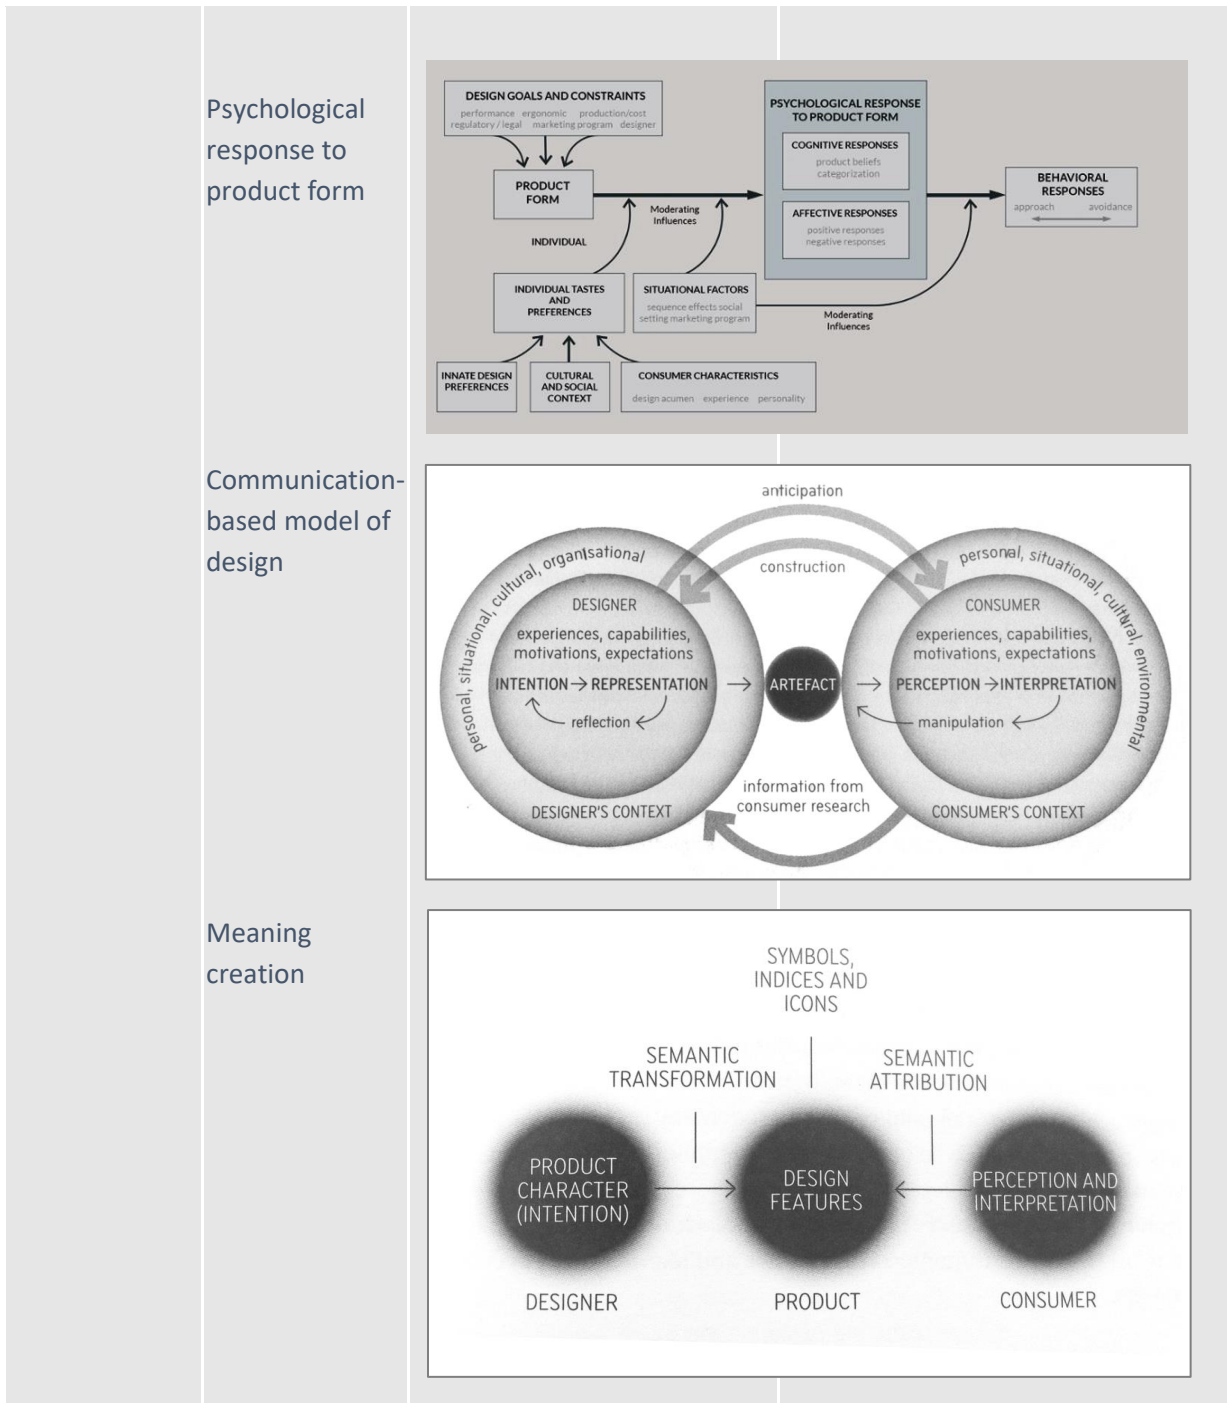 Psychological
response to
product form
DESIGN GOALS AND CONSTRAINTS
performance ergonomic production/cost
regulatory / legal marketing program designer
PRODUCT
FORM
Moderating
Influences
INDIVIDUAL
INDIVIDUAL TASTES
AND
PREFERENCES
SITUATIONAL FACTORS
sequence effects social
setting marketing program
INNATE DESIGN
PREFERENCES
CULTURAL
AND SOCIAL
CONTEXT
CONSUMER CHARACTERISTICS
design acumen experience personality
PSYCHOLOGICAL RESPONSE
TO PRODUCT FORM
COGNITIVE RESPONSES
product beliefs
categorization
AFFECTIVE RESPONSES
positive responses
negative responses
Moderating
Influences
BEHAVIORAL
RESPONSES
approach avoidance
Communication-
based model of
design
anticipation
construction
personal, situational, cultural, organisational
DESIGNER
experiences, capabilities,
motivations, expectations
INTENTION → REPRESENTATION
reflection
DESIGNER'S CONTEXT
ARTEFACT
information from
consumer research
personal, situational, cultural, environmental
CONSUMER
experiences, capabilities,
motivations, expectations
PERCEPTION → INTERPRETATION
manipulation
CONSUMER'S CONTEXT
Meaning
creation
SYMBOLS,
INDICES AND
ICONS
SEMANTIC
TRANSFORMATION
SEMANTIC
ATTRIBUTION
PRODUCT
CHARACTER
(INTENTION)
DESIGN
FEATURES
PERCEPTION AND
INTERPRETATION
DESIGNER
PRODUCT
CONSUMER